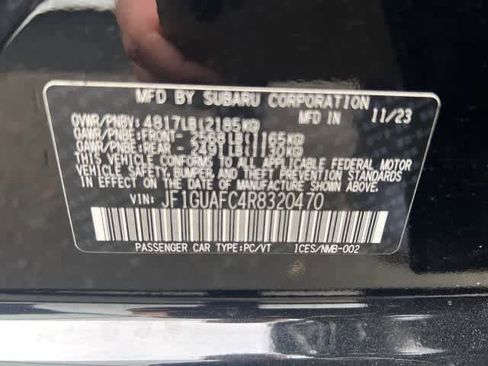 MFD BY SUBARU CORPORATION 11/23
GVWR/PNBV: 4817LB(2185KG)
GAWR/PNBE: FRONT- 2568LB(1165KG)
GAWR/PNBE: REAR - 2491LB(1130KG)
THIS VEHICLE CONFORMS TO ALL APPLICABLE FEDERAL MOTOR
VEHICLE SAFETY, BUMPER, AND THEFT PREVENTION STANDARDS
IN EFFECT ON THE DATE OF MANUFACTURE SHOWN ABOVE.
VIN: JF1GUAFC4R8320470
PASSENGER CAR TYPE:PC/VT ICES/NMB-002